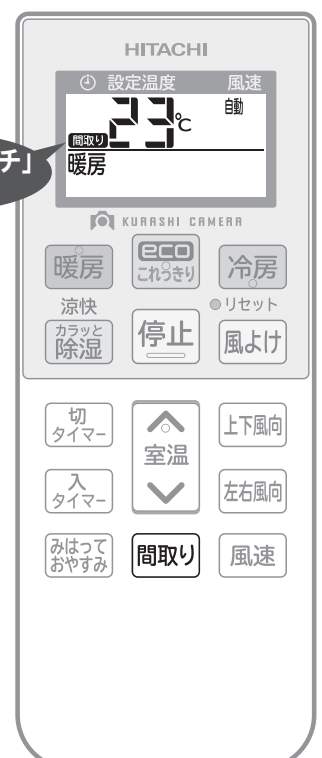 HITACHI
設定温度 風速
23℃ 自動
間取り
チ」
暖房
KURASHI CAMERA
暖房 eco これっきり 冷房
涼快 リセット
カラッと除湿 停止 風よけ
切タイマー 室温 上下風向
入タイマー 左右風向
みはっておやすみ 間取り 風速